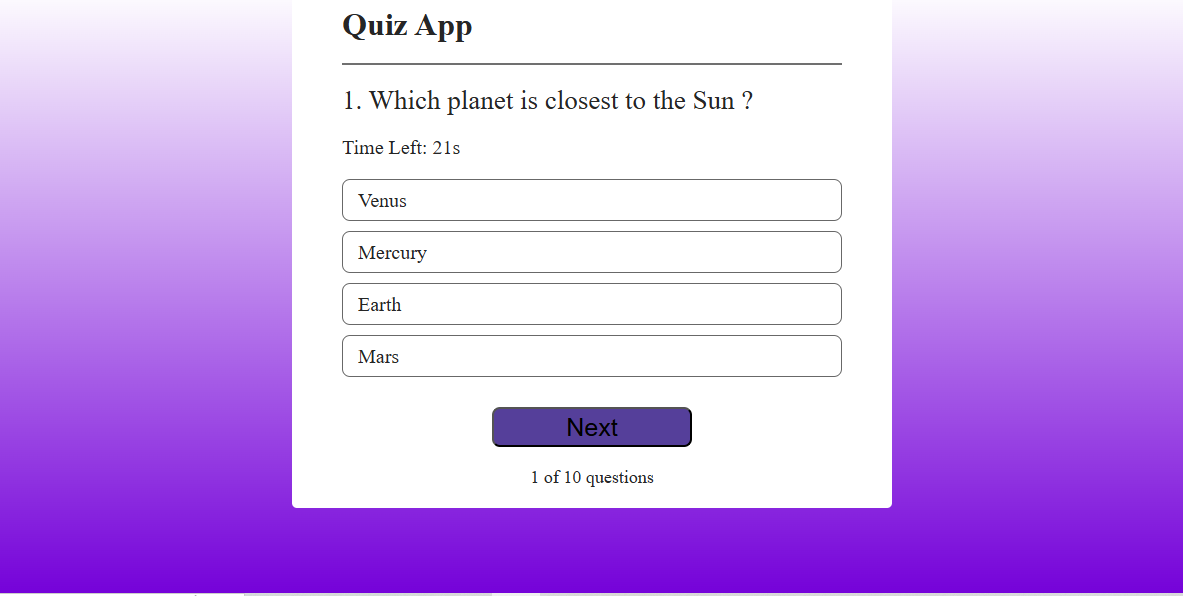 Quiz App
1. Which planet is closest to the Sun ?
Time Left: 21s
Venus
Mercury
Earth
Mars
Next
1 of 10 questions